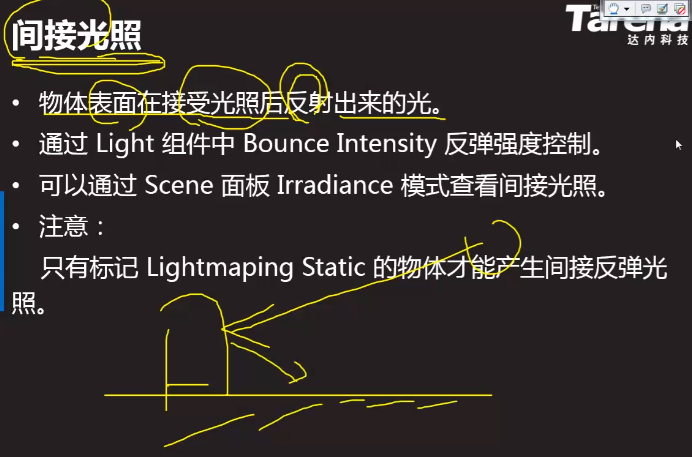 间接光照
Tarena
达内科技
• 物体表面在接受光照后反射出来的光。
• 通过 Light 组件中 Bounce Intensity 反弹强度控制。
• 可以通过 Scene 面板 Irradiance 模式查看间接光照。
• 注意：
只有标记 Lightmaping Static 的物体才能产生间接反弹光
照。